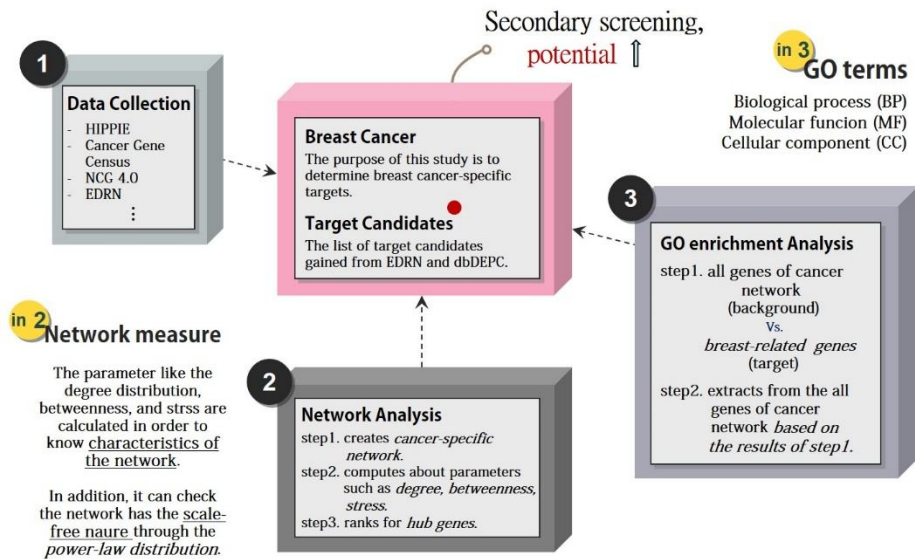 Secondary screening,
potential ⇧
1
Data Collection
- HIPPIE
- Cancer Gene
Census
- NCG 4.0
- EDRN
⋮
Breast Cancer
The purpose of this study is to
determine breast cancer-specific
targets.
Target Candidates
The list of target candidates
gained from EDRN and dbDEPC.
in 3
GO terms
Biological process (BP)
Molecular funcion (MF)
Cellular component (CC)
3
GO enrichment Analysis
step1. all genes of cancer
network
(background)
Vs.
breast-related genes
(target)
step2. extracts from the all
genes of cancer
network based on
the results of step1.
in 2
Network measure
The parameter like the
degree distribution,
betweenness, and strss are
calculated in order to
know characteristics of
the network.
In addition, it can check
the network has the scale-
free naure through the
power-law distribution.
2
Network Analysis
step1. creates cancer-specific
network.
step2. computes about parameters
such as degree, betweenness,
stress.
step3. ranks for hub genes.